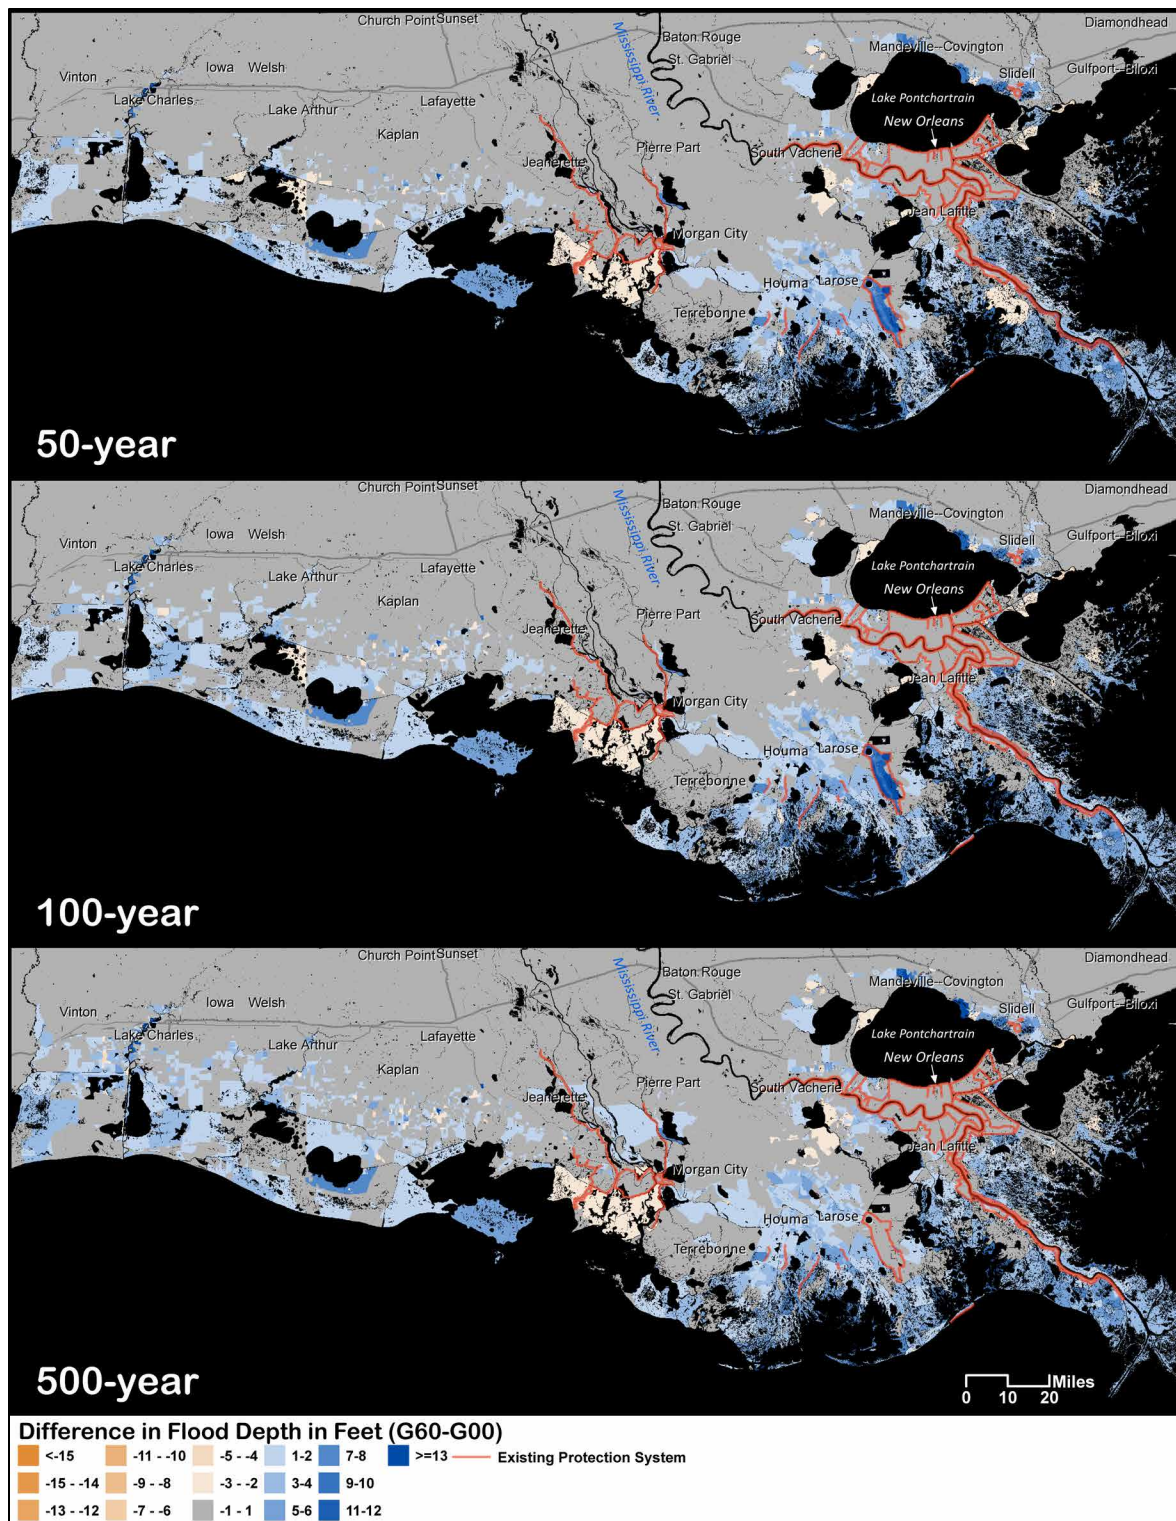 Church Point Sunset Diamondhead
Baton Rouge Mandeville--Covington
St. Gabriel
Vinton Iowa Welsh Mississippi River Slidell Gulfport--Biloxi
Lake Charles Lake Arthur Lafayette Lake Pontchartrain
New Orleans
Kaplan
Jeanerette Pierre Part South Vacherie
Jean Lafitte
Morgan City
Houma Larose
Terrebonne
50-year
Church Point Sunset Diamondhead
Baton Rouge Mandeville--Covington
St. Gabriel
Vinton Iowa Welsh Mississippi River Slidell Gulfport--Biloxi
Lake Charles Lake Arthur Lafayette Lake Pontchartrain
New Orleans
Kaplan
Jeanerette Pierre Part South Vacherie
Jean Lafitte
Morgan City
Houma Larose
Terrebonne
100-year
Church Point Sunset Diamondhead
Baton Rouge Mandeville--Covington
St. Gabriel
Vinton Iowa Welsh Mississippi River Slidell Gulfport--Biloxi
Lake Charles Lake Arthur Lafayette Lake Pontchartrain
New Orleans
Kaplan
Jeanerette Pierre Part South Vacherie
Jean Lafitte
Morgan City
Houma Larose
Terrebonne
500-year
Miles
0 10 20
Difference in Flood Depth in Feet (G60-G00)
<-15 -11 - -10 -5 - -4 1-2 7-8 >=13 Existing Protection System
-15 - -14 -9 - -8 -3 - -2 3-4 9-10
-13 - -12 -7 - -6 -1 - 1 5-6 11-12